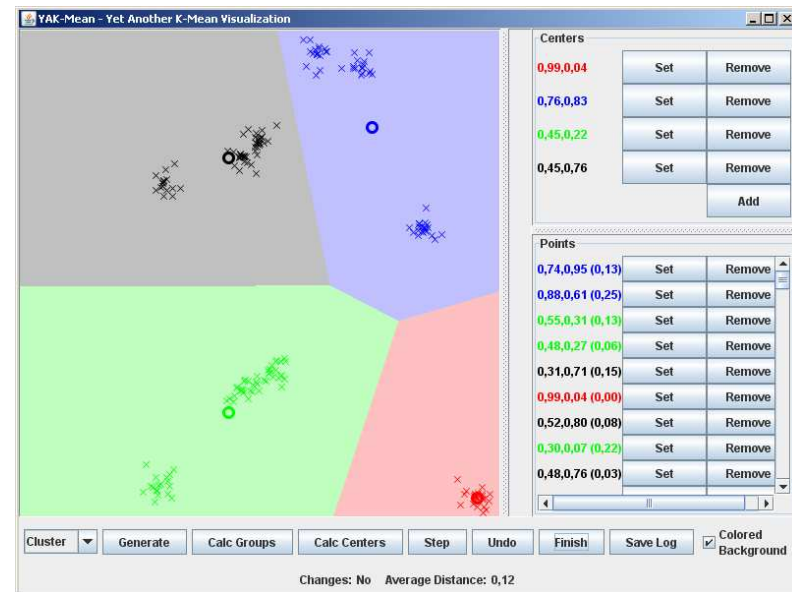 YAK-Mean - Yet Another K-Mean Visualization
Centers
0,99,0,04 Set Remove
0,76,0,83 Set Remove
0,45,0,22 Set Remove
0,45,0,76 Set Remove
Add
Points
0,74,0,95 (0,13) Set Remove
0,88,0,61 (0,25) Set Remove
0,55,0,31 (0,13) Set Remove
0,48,0,27 (0,06) Set Remove
0,31,0,71 (0,15) Set Remove
0,99,0,04 (0,00) Set Remove
0,52,0,80 (0,08) Set Remove
0,30,0,07 (0,22) Set Remove
0,48,0,76 (0,03) Set Remove
Cluster Generate Calc Groups Calc Centers Step Undo Finish Save Log Colored Background
Changes: No Average Distance: 0,12